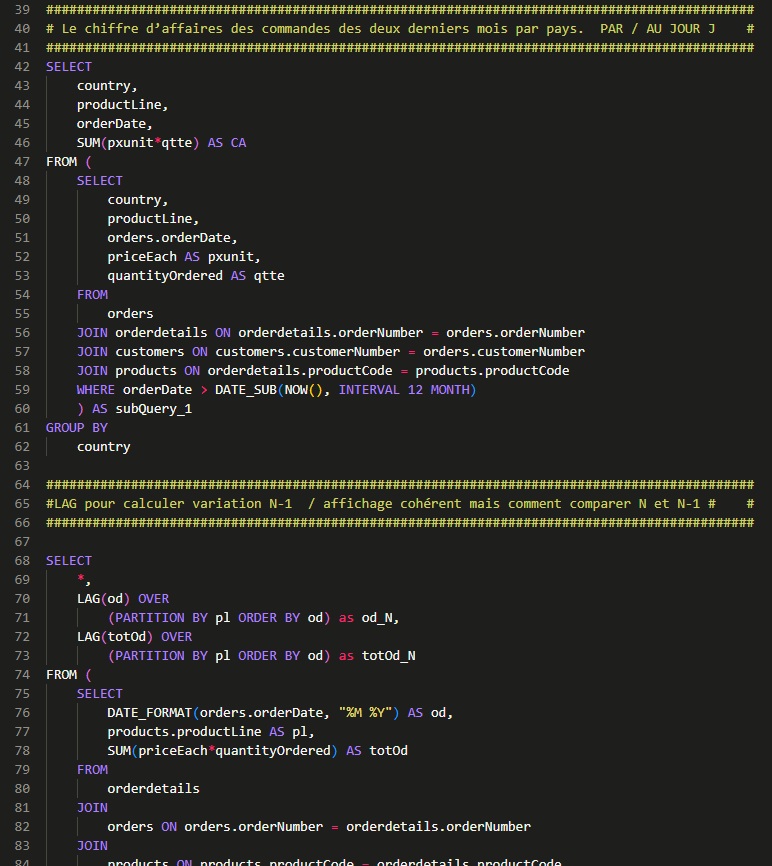 39 ############################################################################################
40 # Le chiffre d’affaires des commandes des deux derniers mois par pays.  PAR / AU JOUR J    #
41 ############################################################################################
42 SELECT
43     country,
44     productLine,
45     orderDate,
46     SUM(pxunit*qtte) AS CA
47 FROM (
48     SELECT
49         country,
50         productLine,
51         orders.orderDate,
52         priceEach AS pxunit,
53         quantityOrdered AS qtte
54     FROM
55         orders
56     JOIN orderdetails ON orderdetails.orderNumber = orders.orderNumber
57     JOIN customers ON customers.customerNumber = orders.customerNumber
58     JOIN products ON orderdetails.productCode = products.productCode
59     WHERE orderDate > DATE_SUB(NOW(), INTERVAL 12 MONTH)
60     ) AS subQuery_1
61 GROUP BY
62     country
63
64 ############################################################################################
65 #LAG pour calculer variation N-1  / affichage cohérent mais comment comparer N et N-1 #    #
66 ############################################################################################
67
68 SELECT
69     *,
70     LAG(od) OVER
71         (PARTITION BY pl ORDER BY od) as od_N,
72     LAG(totOd) OVER
73         (PARTITION BY pl ORDER BY od) as totOd_N
74 FROM (
75     SELECT
76         DATE_FORMAT(orders.orderDate, "%M %Y") AS od,
77         products.productLine AS pl,
78         SUM(priceEach*quantityOrdered) AS totOd
79     FROM
80         orderdetails
81     JOIN
82         orders ON orders.orderNumber = orderdetails.orderNumber
83     JOIN
84         products ON products.productCode = orderdetails.productCode